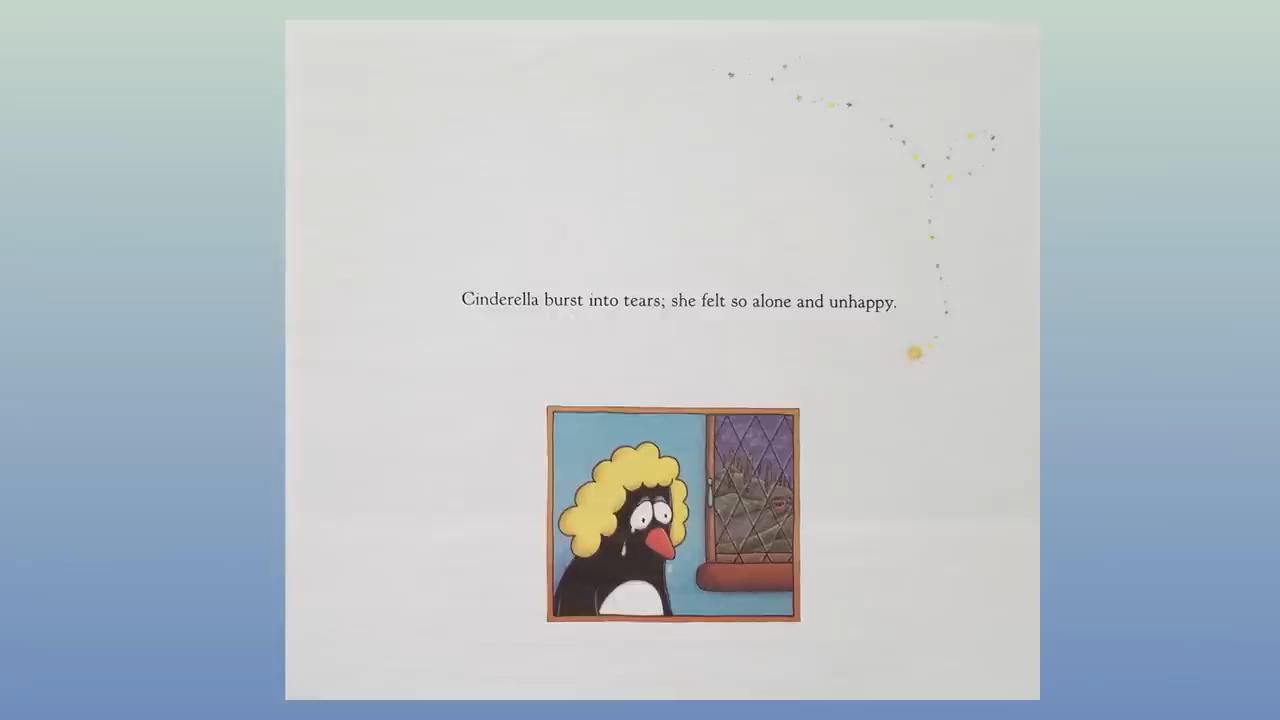 Cinderella burst into tears; she felt so alone and unhappy.